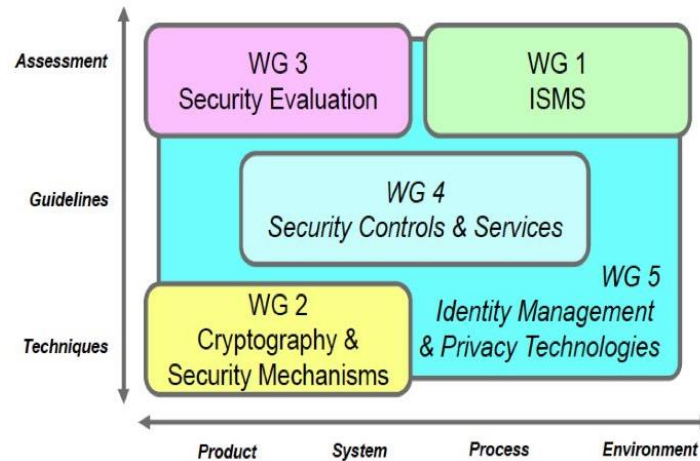 Assessment
WG 3
Security Evaluation
WG 1
ISMS
Guidelines
WG 4
Security Controls & Services
WG 5
Identity Management
& Privacy Technologies
Techniques
WG 2
Cryptography &
Security Mechanisms
Product
System
Process
Environment